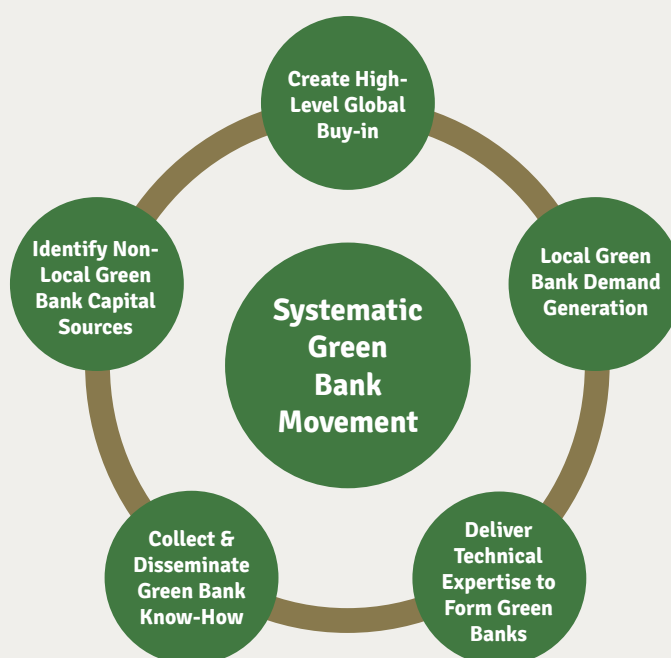 Create High-
Level Global
Buy-in
Identify Non-
Local Green
Bank Capital
Sources
Local Green
Bank Demand
Generation
Systematic
Green
Bank
Movement
Collect &
Disseminate
Green Bank
Know-How
Deliver
Technical
Expertise to
Form Green
Banks